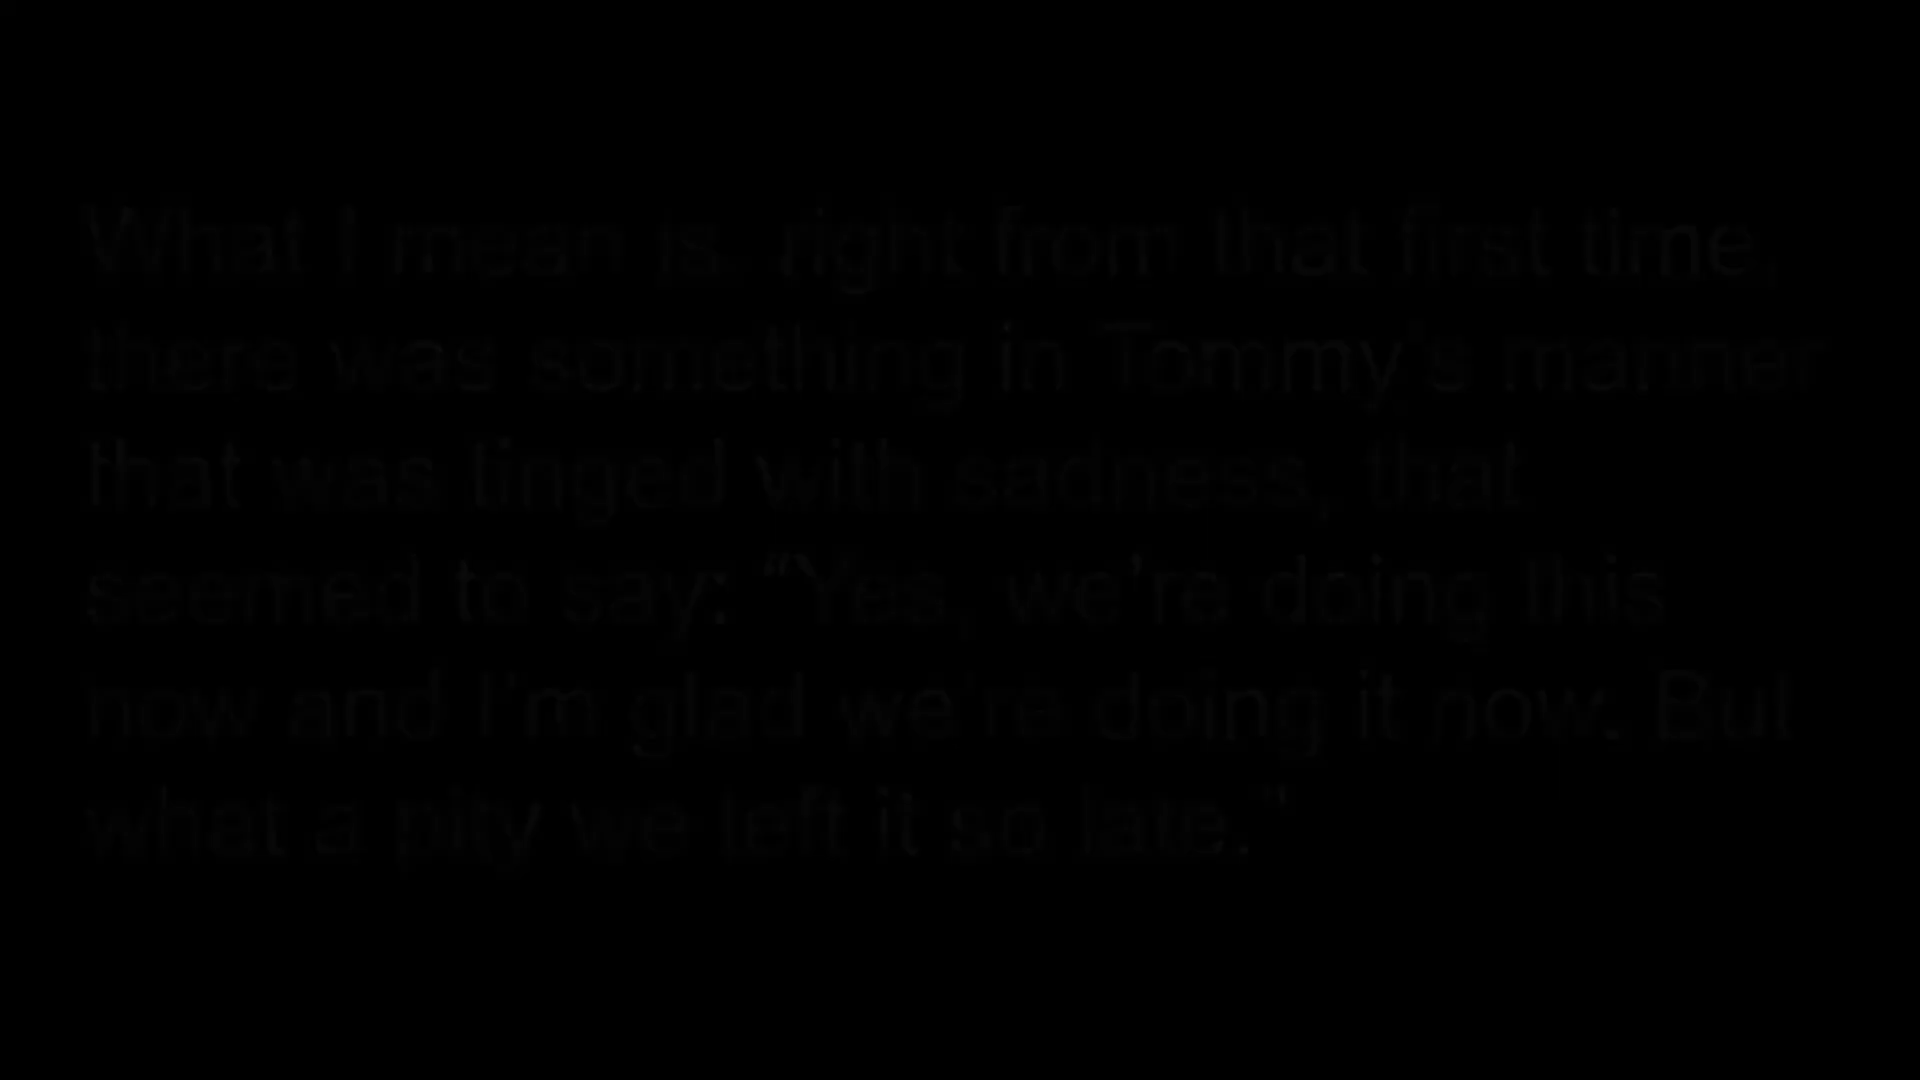 What I mean is, right from that first time,
there was something in Tommy's manner
that was tinged with sadness, that
seemed to say: "Yes, we're doing this
now and I'm glad we're doing it now. But
what a pity we left it so late."